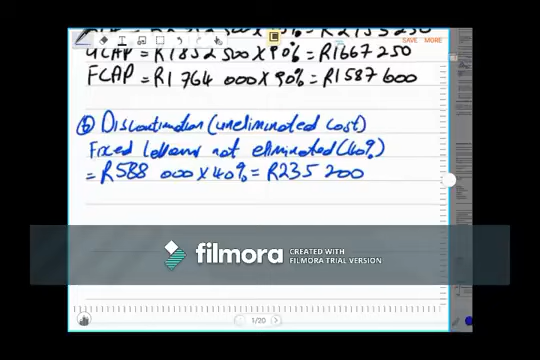 SAVE MORE
GCAP = R1 852 500 X 90% = R1 667 250
FCAP = R1 764 000 X 90% = R1 587 600
⑥ Discontinuation (uneliminated cost)
Fixed labour not eliminated (40%)
= R588 000 X 40% = R235 200
filmora CREATED WITH
FILMORA TRIAL VERSION
1/20